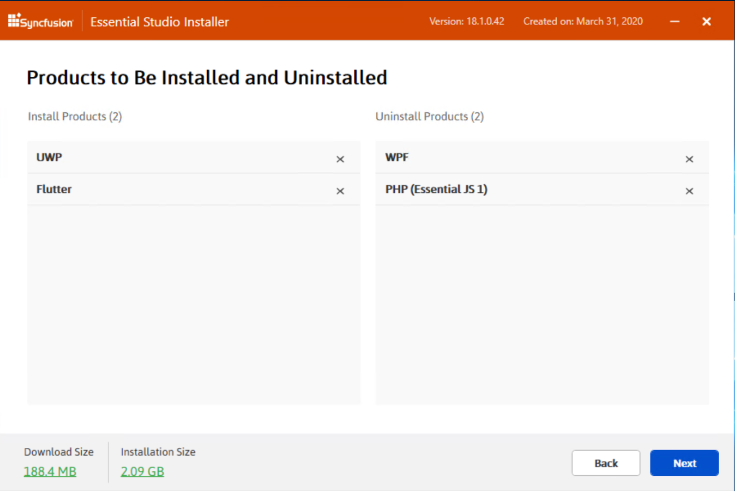 Syncfusion Essential Studio Installer Version: 18.1.0.42 Created on: March 31, 2020
Products to Be Installed and Uninstalled
Install Products (2) Uninstall Products (2)
UWP WPF
Flutter PHP (Essential JS 1)
Download Size Installation Size
188.4 MB 2.09 GB
Back Next